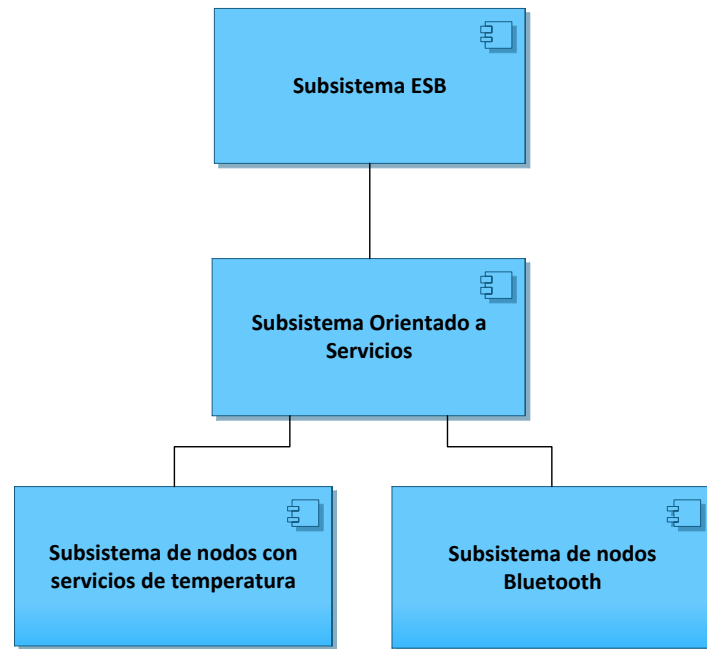 Subsistema ESB
Subsistema Orientado a
Servicios
Subsistema de nodos con
servicios de temperatura
Subsistema de nodos
Bluetooth